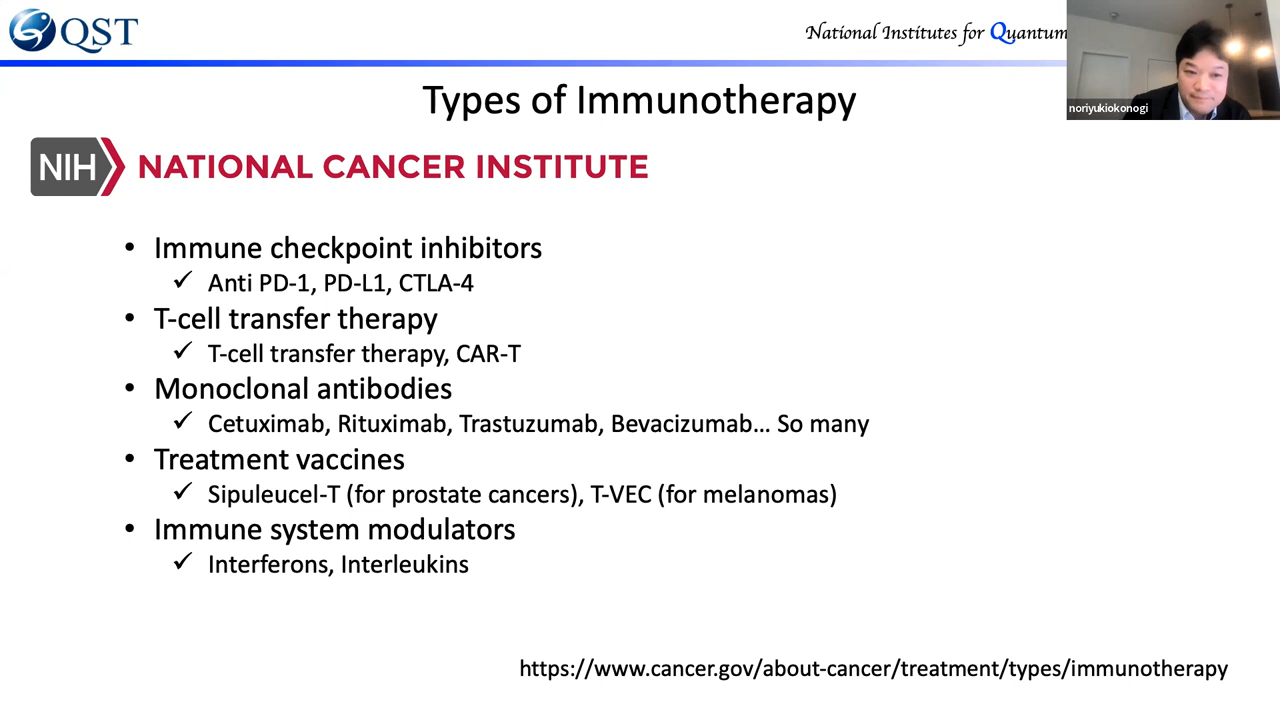 QST
National Institutes for Quantum
noriyukiokonogi
Types of Immunotherapy
NIH NATIONAL CANCER INSTITUTE
• Immune checkpoint inhibitors
✓ Anti PD-1, PD-L1, CTLA-4
• T-cell transfer therapy
✓ T-cell transfer therapy, CAR-T
• Monoclonal antibodies
✓ Cetuximab, Rituximab, Trastuzumab, Bevacizumab... So many
• Treatment vaccines
✓ Sipuleucel-T (for prostate cancers), T-VEC (for melanomas)
• Immune system modulators
✓ Interferons, Interleukins
https://www.cancer.gov/about-cancer/treatment/types/immunotherapy